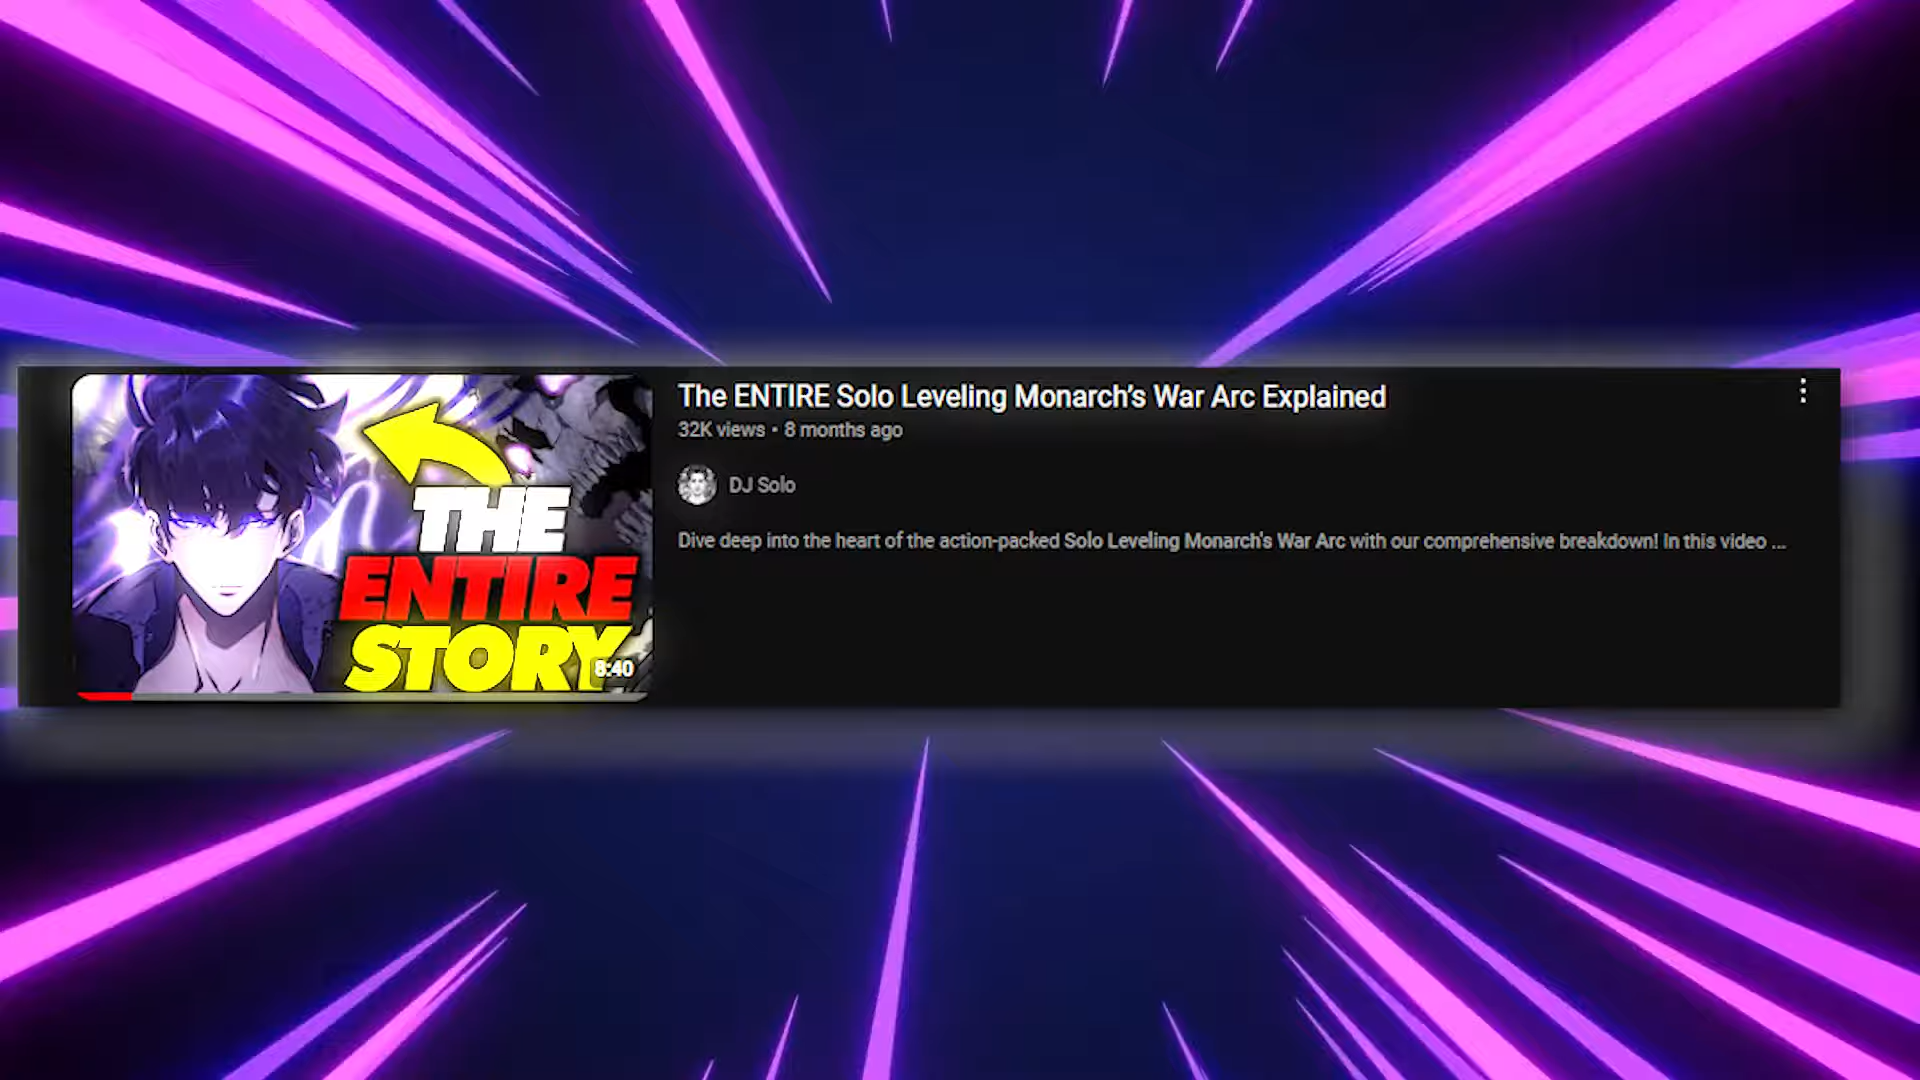 THE
ENTIRE
STORY
8:40
The ENTIRE Solo Leveling Monarch’s War Arc Explained
32K views • 8 months ago
DJ Solo
Dive deep into the heart of the action-packed Solo Leveling Monarch's War Arc with our comprehensive breakdown! In this video ...